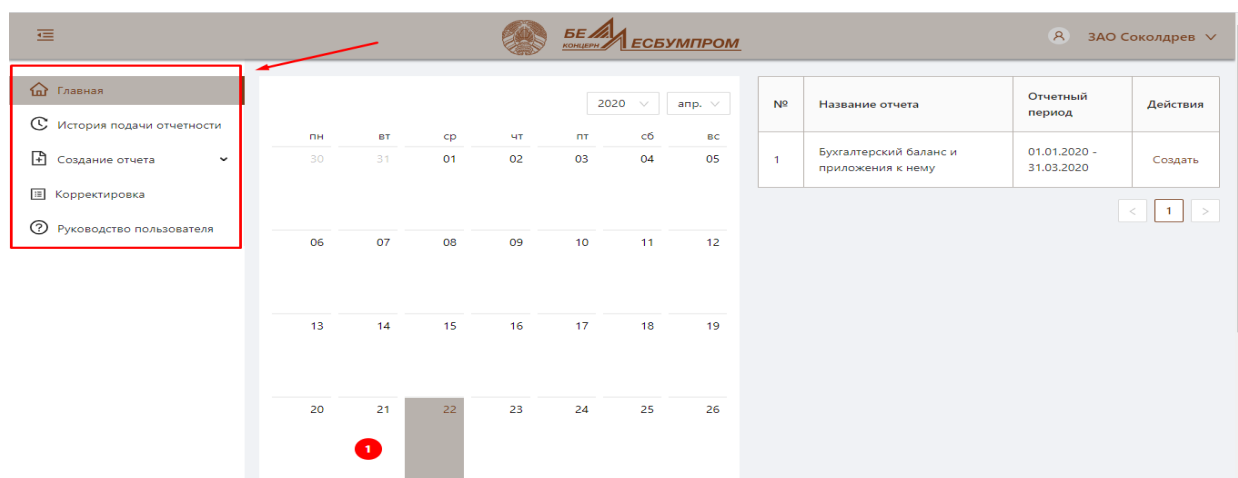 БЕЛЛЕСБУМПРОМ
КОНЦЕРН
ЗАО Соколдрев
Главная
История подачи отчетности
Создание отчета
Корректировка
Руководство пользователя
2020 апр.
пн вт ср чт пт сб вс
30 31 01 02 03 04 05
06 07 08 09 10 11 12
13 14 15 16 17 18 19
20 21 22 23 24 25 26
1
№ Название отчета Отчетный период Действия
1 Бухгалтерский баланс и приложения к нему 01.01.2020 - 31.03.2020 Создать
< 1 >